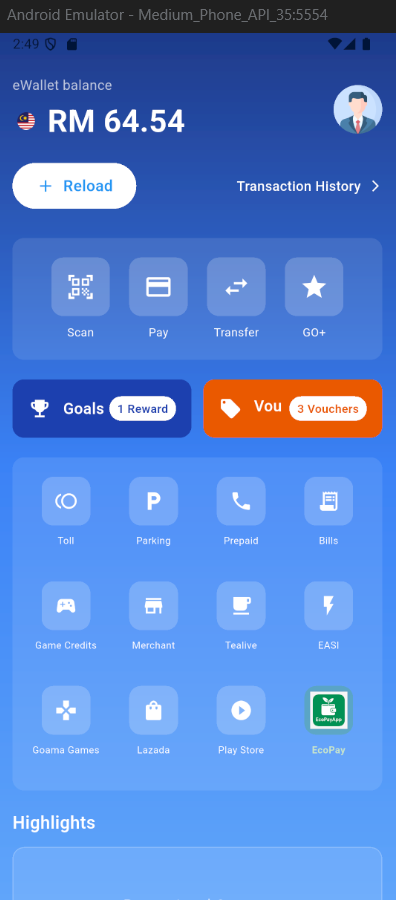 Android Emulator - Medium_Phone_API_35:5554
2:49
eWallet balance
RM 64.54
+ Reload
Transaction History
Scan Pay Transfer GO+
Goals 1 Reward Vou 3 Vouchers
Toll Parking Prepaid Bills
Game Credits Merchant Tealive EASI
EcoPayApp
Goama Games Lazada Play Store EcoPay
Highlights